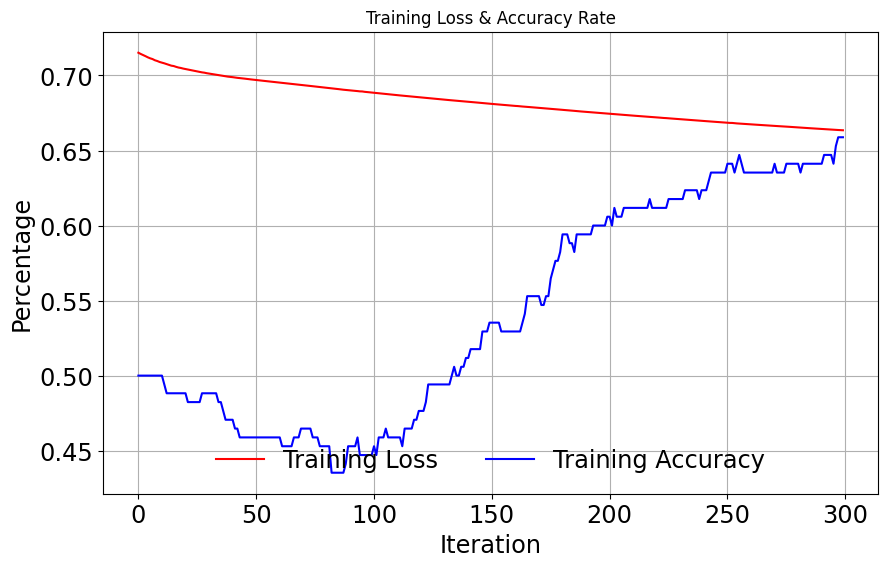 Training Loss & Accuracy Rate
Percentage
0.70
0.65
0.60
0.55
0.50
0.45
Training Loss Training Accuracy
0 50 100 150 200 250 300
Iteration